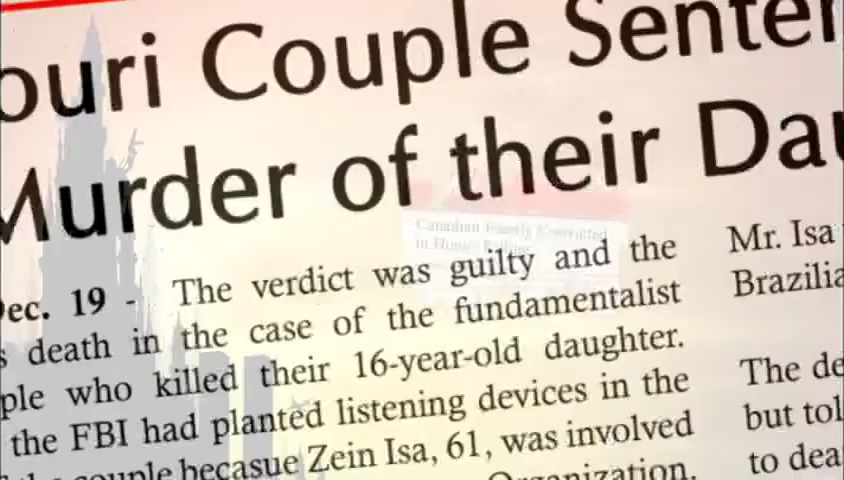 ouri Couple Senter
Murder of their Dau
Dec. 19 - The verdict was guilty and the
s death in the case of the fundamentalist
ple who killed their 16-year-old daughter.
the FBI had planted listening devices in the
couple becasue Zein Isa, 61, was involved
Organization.
Mr. Isa
Brazilia
The de
but tol
to dea
Canadian Family Convicted
in Honor Killing